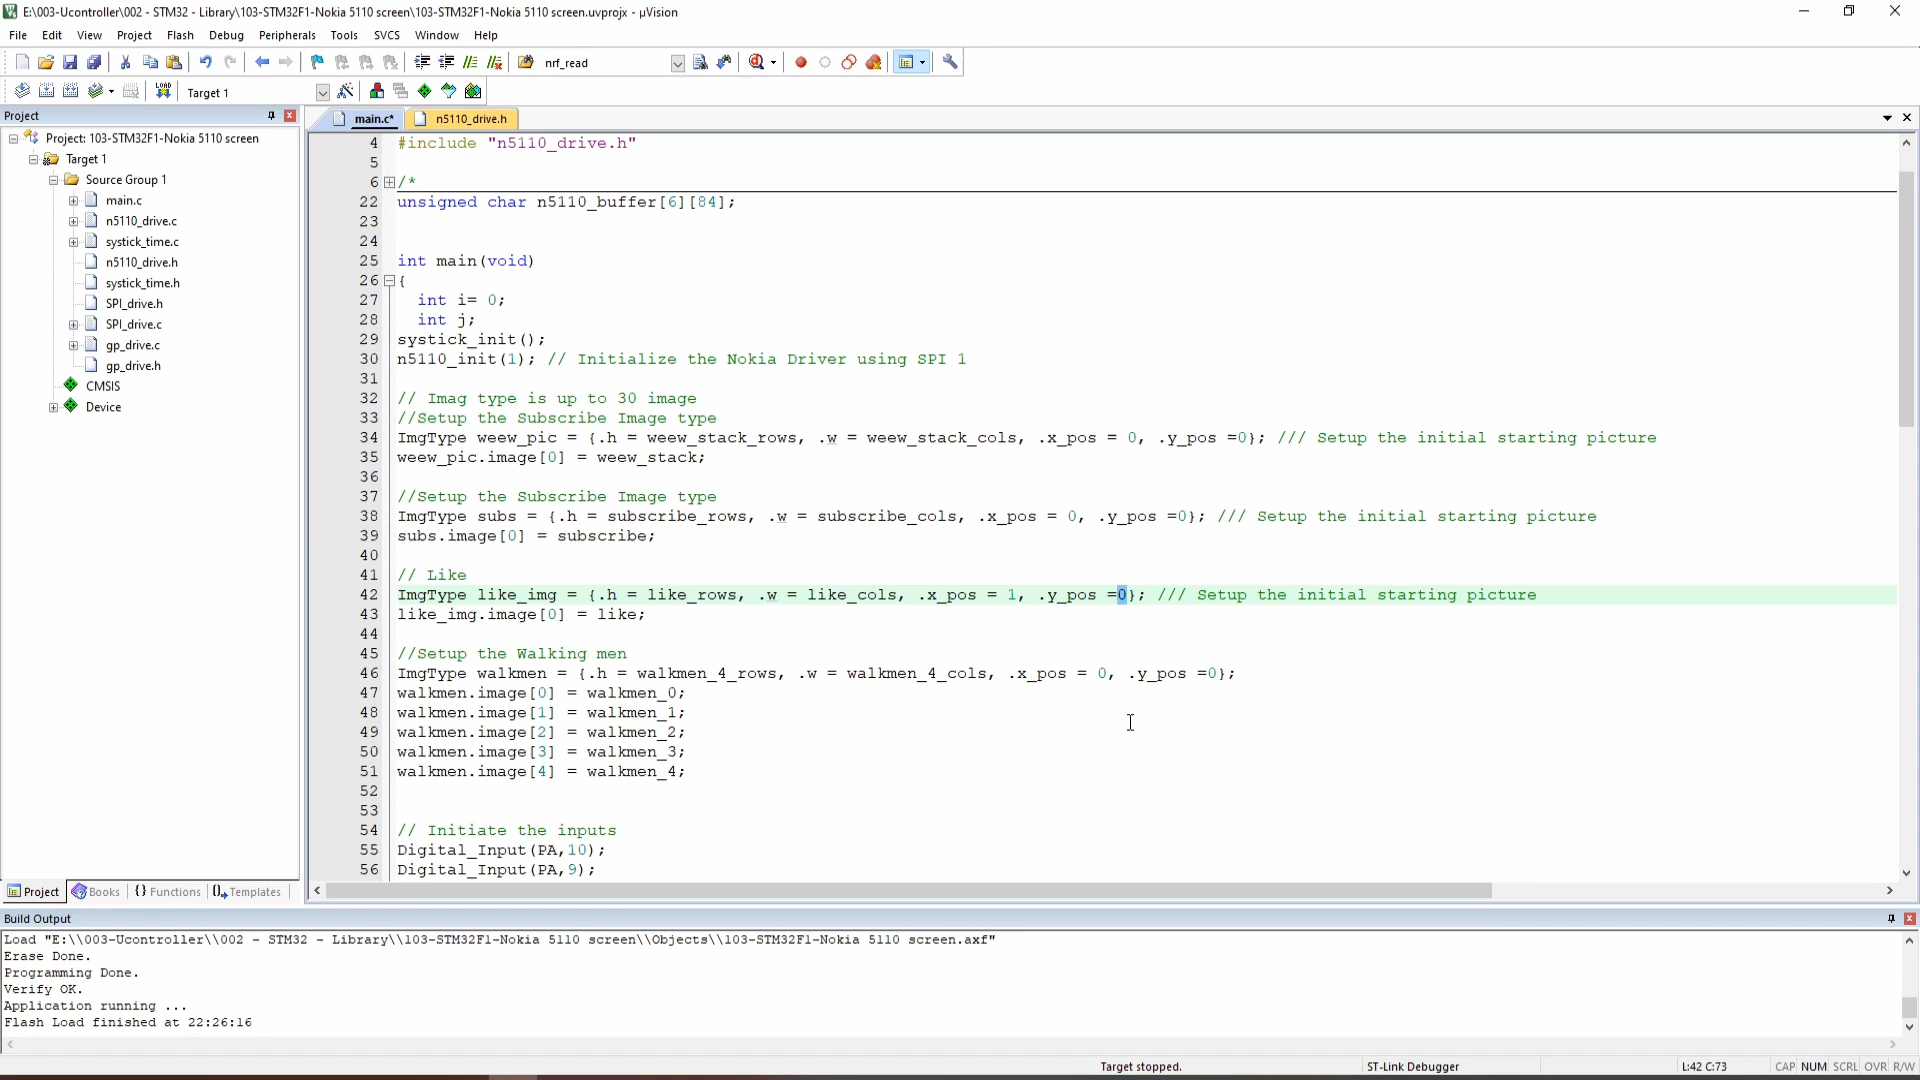 E:\003-Ucontroller\002 - STM32 - Library\103-STM32F1-Nokia 5110 screen\103-STM32F1-Nokia 5110 screen.uvprojx - µVision
File Edit View Project Flash Debug Peripherals Tools SVCS Window Help
nrf_read
LOAD Target 1
Project
main.c* n5110_drive.h
Project: 103-STM32F1-Nokia 5110 screen
Target 1
Source Group 1
main.c
n5110_drive.c
systick_time.c
n5110_drive.h
systick_time.h
SPI_drive.h
SPI_drive.c
gp_drive.c
gp_drive.h
CMSIS
Device
Project Books {} Functions Templates
4 #include "n5110_drive.h"
5
6 /*
22 unsigned char n5110_buffer[6][84];
23
24
25 int main(void)
26 {
27 int i= 0;
28 int j;
29 systick_init();
30 n5110_init(1); // Initialize the Nokia Driver using SPI 1
31
32 // Imag type is up to 30 image
33 //Setup the Subscribe Image type
34 ImgType weew_pic = {.h = weew_stack_rows, .w = weew_stack_cols, .x_pos = 0, .y_pos =0}; /// Setup the initial starting picture
35 weew_pic.image[0] = weew_stack;
36
37 //Setup the Subscribe Image type
38 ImgType subs = {.h = subscribe_rows, .w = subscribe_cols, .x_pos = 0, .y_pos =0}; /// Setup the initial starting picture
39 subs.image[0] = subscribe;
40
41 // Like
42 ImgType like_img = {.h = like_rows, .w = like_cols, .x_pos = 1, .y_pos =0}; /// Setup the initial starting picture
43 like_img.image[0] = like;
44
45 //Setup the Walking men
46 ImgType walkmen = {.h = walkmen_4_rows, .w = walkmen_4_cols, .x_pos = 0, .y_pos =0};
47 walkmen.image[0] = walkmen_0;
48 walkmen.image[1] = walkmen_1;
49 walkmen.image[2] = walkmen_2;
50 walkmen.image[3] = walkmen_3;
51 walkmen.image[4] = walkmen_4;
52
53
54 // Initiate the inputs
55 Digital_Input(PA,10);
56 Digital_Input(PA,9);
Build Output
Load "E:\\003-Ucontroller\\002 - STM32 - Library\\103-STM32F1-Nokia 5110 screen\\Objects\\103-STM32F1-Nokia 5110 screen.axf"
Erase Done.
Programming Done.
Verify OK.
Application running ...
Flash Load finished at 22:26:16
Target stopped. ST-Link Debugger L:42 C:73 CAP NUM SCRL OVR R/W